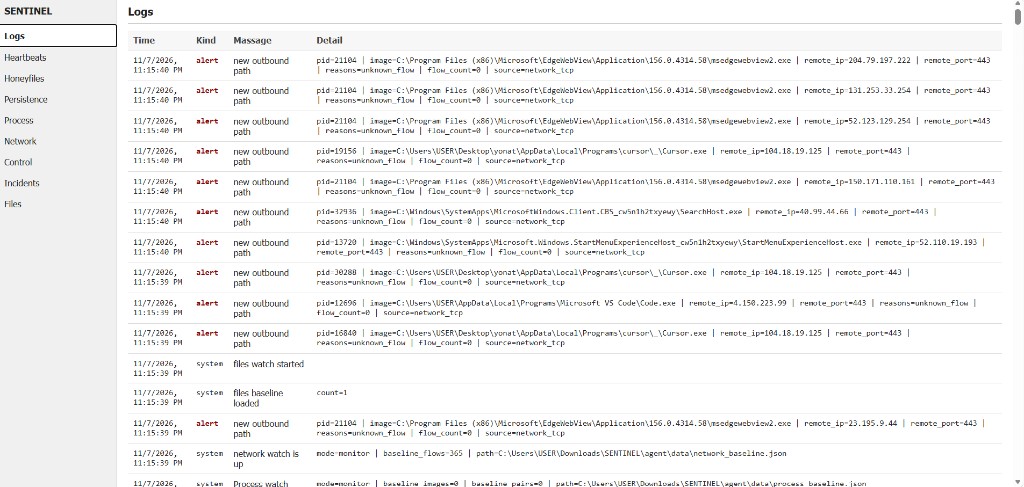 SENTINEL
Logs
Heartbeats
Honeyfiles
Persistence
Process
Network
Control
Incidents
Files
Logs
Time Kind Massage Detail
11/7/2026, 11:15:40 PM alert new outbound path pid=21104 | image=C:\Program Files (x86)\Microsoft\EdgeWebView\Application\156.0.4314.58\msedgewebview2.exe | remote_ip=204.79.197.222 | remote_port=443
| reasons=unknown_flow | flow_count=0 | source=network_tcp
11/7/2026, 11:15:40 PM alert new outbound path pid=21104 | image=C:\Program Files (x86)\Microsoft\EdgeWebView\Application\156.0.4314.58\msedgewebview2.exe | remote_ip=131.253.33.254 | remote_port=443
| reasons=unknown_flow | flow_count=0 | source=network_tcp
11/7/2026, 11:15:40 PM alert new outbound path pid=21104 | image=C:\Program Files (x86)\Microsoft\EdgeWebView\Application\156.0.4314.58\msedgewebview2.exe | remote_ip=52.123.129.254 | remote_port=443
| reasons=unknown_flow | flow_count=0 | source=network_tcp
11/7/2026, 11:15:40 PM alert new outbound path pid=19156 | image=C:\Users\USER\Desktop\yonat\AppData\Local\Programs\cursor\_\Cursor.exe | remote_ip=104.18.19.125 | remote_port=443 |
reasons=unknown_flow | flow_count=0 | source=network_tcp
11/7/2026, 11:15:40 PM alert new outbound path pid=21104 | image=C:\Program Files (x86)\Microsoft\EdgeWebView\Application\156.0.4314.58\msedgewebview2.exe | remote_ip=150.171.110.161 | remote_port=443
| reasons=unknown_flow | flow_count=0 | source=network_tcp
11/7/2026, 11:15:40 PM alert new outbound path pid=32936 | image=C:\Windows\SystemApps\MicrosoftWindows.Client.CBS_cw5n1h2txyewy\SearchHost.exe | remote_ip=40.99.44.66 | remote_port=443 |
reasons=unknown_flow | flow_count=0 | source=network_tcp
11/7/2026, 11:15:40 PM alert new outbound path pid=13720 | image=C:\Windows\SystemApps\Microsoft.Windows.StartMenuExperienceHost_cw5n1h2txyewy\StartMenuExperienceHost.exe | remote_ip=52.110.19.193 |
remote_port=443 | reasons=unknown_flow | flow_count=0 | source=network_tcp
11/7/2026, 11:15:39 PM alert new outbound path pid=30288 | image=C:\Users\USER\Desktop\yonat\AppData\Local\Programs\cursor\_\Cursor.exe | remote_ip=104.18.19.125 | remote_port=443 |
reasons=unknown_flow | flow_count=0 | source=network_tcp
11/7/2026, 11:15:39 PM alert new outbound path pid=12696 | image=C:\Users\USER\AppData\Local\Programs\Microsoft VS Code\Code.exe | remote_ip=4.150.223.99 | remote_port=443 | reasons=unknown_flow |
flow_count=0 | source=network_tcp
11/7/2026, 11:15:39 PM alert new outbound path pid=16840 | image=C:\Users\USER\Desktop\yonat\AppData\Local\Programs\cursor\_\Cursor.exe | remote_ip=104.18.19.125 | remote_port=443 |
reasons=unknown_flow | flow_count=0 | source=network_tcp
11/7/2026, 11:15:39 PM system files watch started
11/7/2026, 11:15:39 PM system files baseline loaded count=1
11/7/2026, 11:15:39 PM alert new outbound path pid=21104 | image=C:\Program Files (x86)\Microsoft\EdgeWebView\Application\156.0.4314.58\msedgewebview2.exe | remote_ip=23.195.9.44 | remote_port=443 |
reasons=unknown_flow | flow_count=0 | source=network_tcp
11/7/2026, 11:15:39 PM system network watch is up mode=monitor | baseline_flows=365 | path=C:\Users\USER\Downloads\SENTINEL\agent\data\network_baseline.json
11/7/2026, system Process watch mode=monitor | baseline_images=0 | baseline_pairs=0 | path=C:\Users\USER\Downloads\SENTINEL\agent\data\process_baseline.json